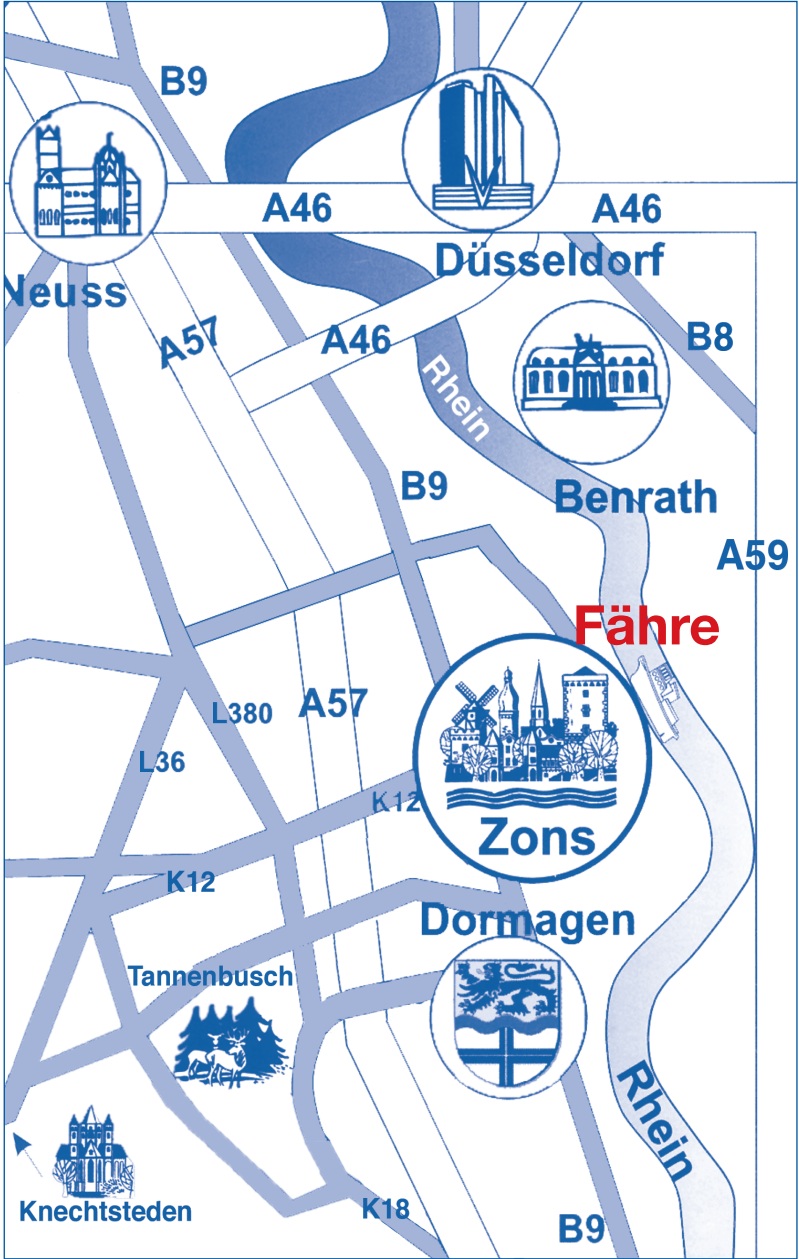 B9
A46
A46
Düsseldorf
Neuss
A57
A46
B8
Rhein
B9
Benrath
A59
Fähre
L380
A57
L36
K12
Zons
K12
Dormagen
Tannenbusch
Rhein
Knechtsteden
K18
B9